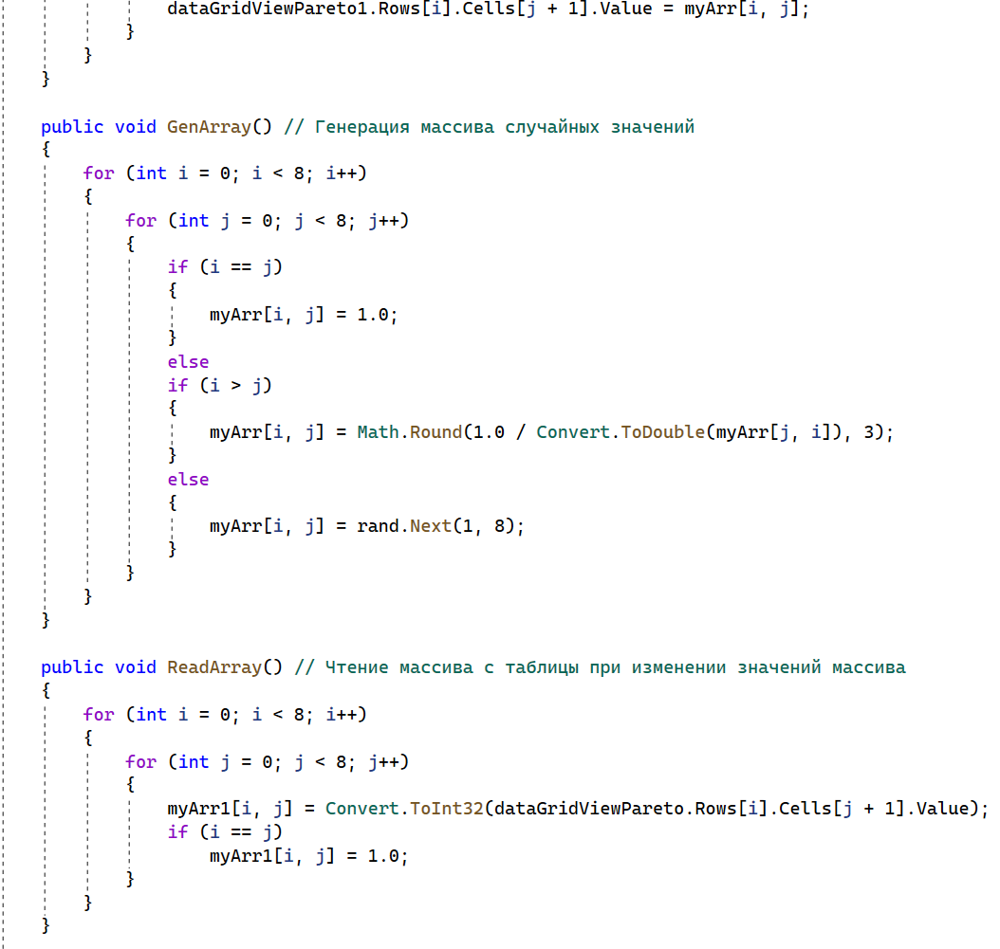 dataGridViewPareto1.Rows[i].Cells[j + 1].Value = myArr[i, j];
}
}
}
public void GenArray() // Генерация массива случайных значений
{
for (int i = 0; i < 8; i++)
{
for (int j = 0; j < 8; j++)
{
if (i == j)
{
myArr[i, j] = 1.0;
}
else
if (i > j)
{
myArr[i, j] = Math.Round(1.0 / Convert.ToDouble(myArr[j, i]), 3);
}
else
{
myArr[i, j] = rand.Next(1, 8);
}
}
}
}
public void ReadArray() // Чтение массива с таблицы при изменении значений массива
{
for (int i = 0; i < 8; i++)
{
for (int j = 0; j < 8; j++)
{
myArr1[i, j] = Convert.ToInt32(dataGridViewPareto.Rows[i].Cells[j + 1].Value);
if (i == j)
myArr1[i, j] = 1.0;
}
}
}